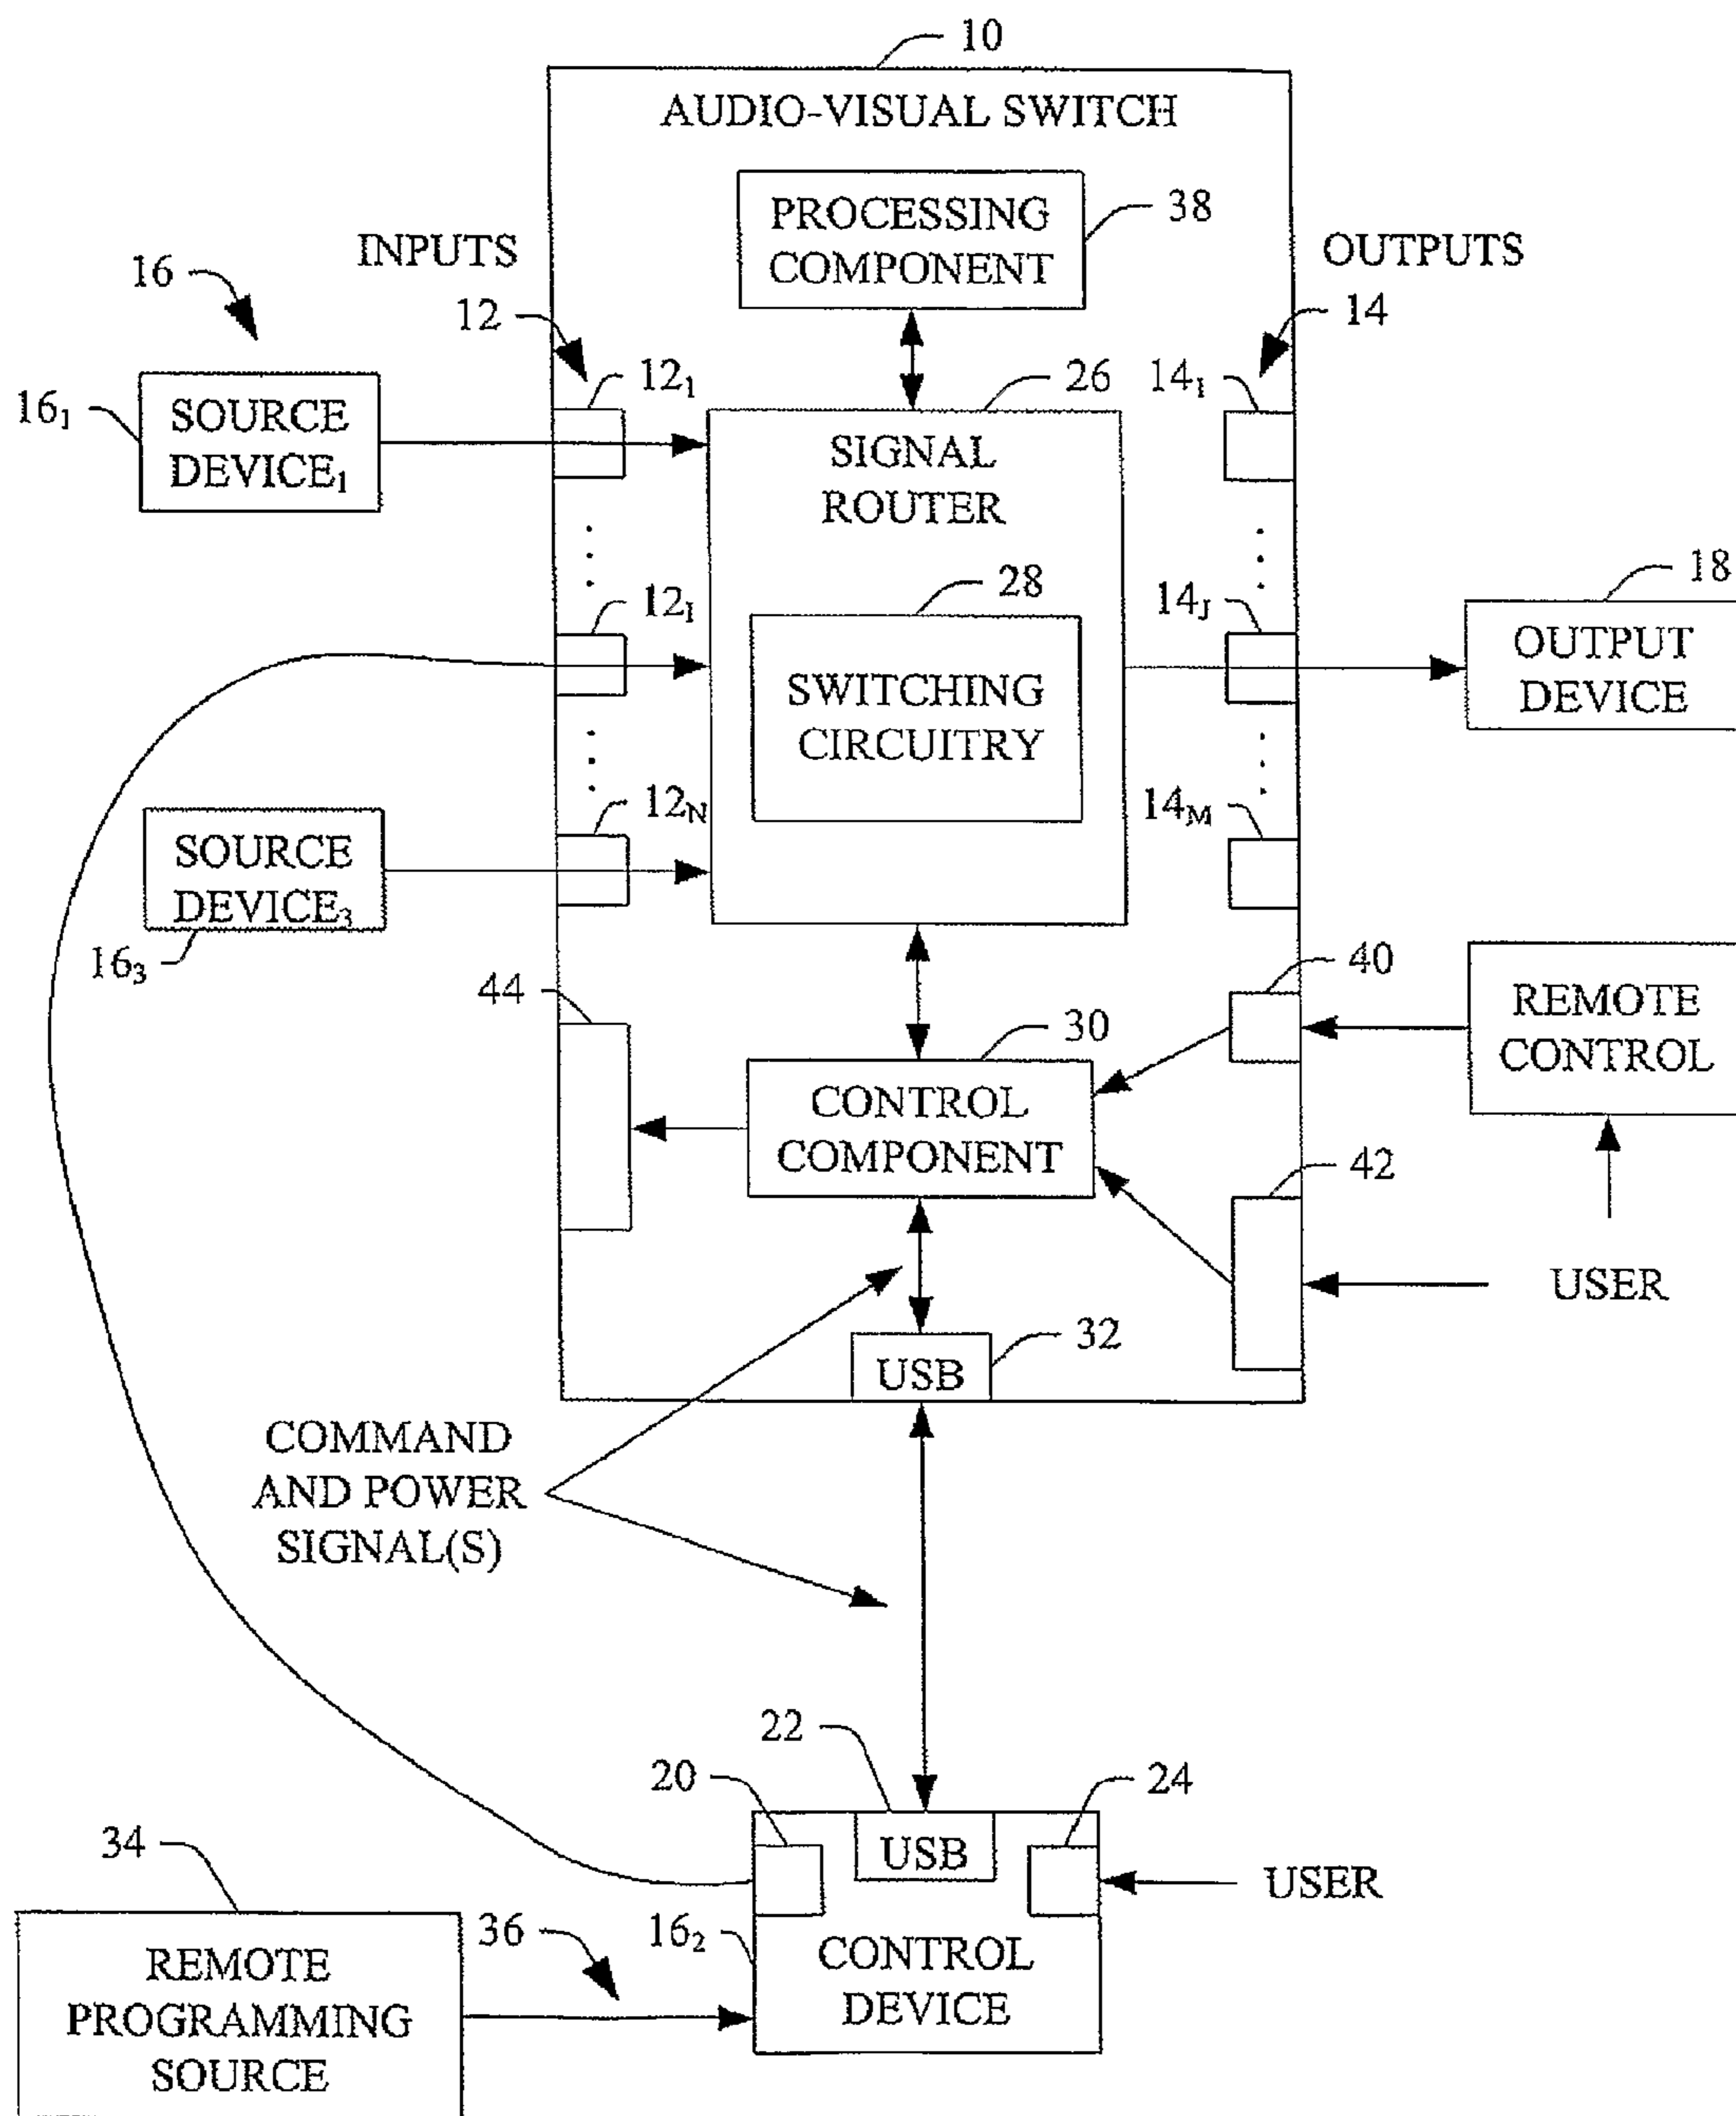 10
AUDIO-VISUAL SWITCH
PROCESSING
COMPONENT
38
INPUTS
OUTPUTS
16
12
14
16₁
SOURCE
DEVICE₁
12₁
26
14₁
SIGNAL
ROUTER
28
12ᵢ
14ⱼ
18
SWITCHING
CIRCUITRY
OUTPUT
DEVICE
12ₙ
14ₘ
SOURCE
DEVICE₃
16₃
44
40
REMOTE
CONTROL
30
CONTROL
COMPONENT
42
USER
32
USB
COMMAND
AND POWER
SIGNAL(S)
22
20
24
USB
USER
34
36
16₂
REMOTE
PROGRAMMING
SOURCE
CONTROL
DEVICE